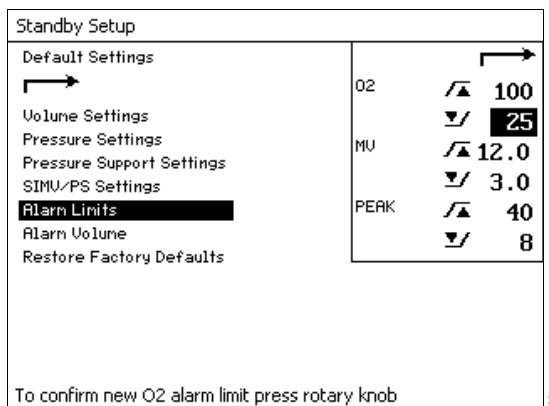 Standby Setup
Default Settings
Volume Settings
Pressure Settings
Pressure Support Settings
SIMV/PS Settings
Alarm Limits
Alarm Volume
Restore Factory Defaults
O2 100
25
MV 12.0
3.0
PEAK 40
8
To confirm new O2 alarm limit press rotary knob